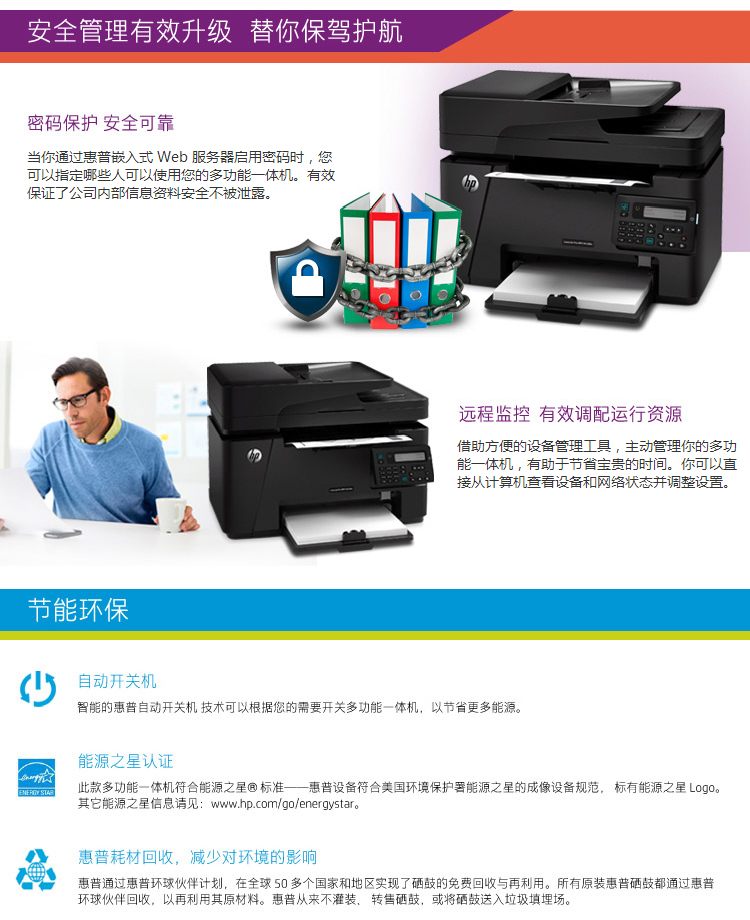 安全管理有效升级 替你保驾护航
密码保护 安全可靠
当你通过惠普嵌入式 Web 服务器启用密码时，您
可以指定哪些人可以使用您的多功能一体机。有效
保证了公司内部信息资料安全不被泄露。
hp
远程监控 有效调配运行资源
借助方便的设备管理工具，主动管理你的多功
能一体机，有助于节省宝贵的时间。你可以直
接从计算机查看设备和网络状态并调整设置。
hp
节能环保
自动开关机
智能的惠普自动开关机 技术可以根据您的需要开关多功能一体机，以节省更多能源。
能源之星认证
energy
ENERGY STAR
此款多功能一体机符合能源之星® 标准——惠普设备符合美国环境保护署能源之星的成像设备规范， 标有能源之星 Logo。
其它能源之星信息请见：www.hp.com/go/energystar。
惠普耗材回收，减少对环境的影响
惠普通过惠普环球伙伴计划，在全球 50 多个国家和地区实现了硒鼓的免费回收与再利用。所有原装惠普硒鼓都通过惠普
环球伙伴回收，以再利用其原材料。惠普从来不灌装、 转售硒鼓，或将硒鼓送入垃圾填埋场。